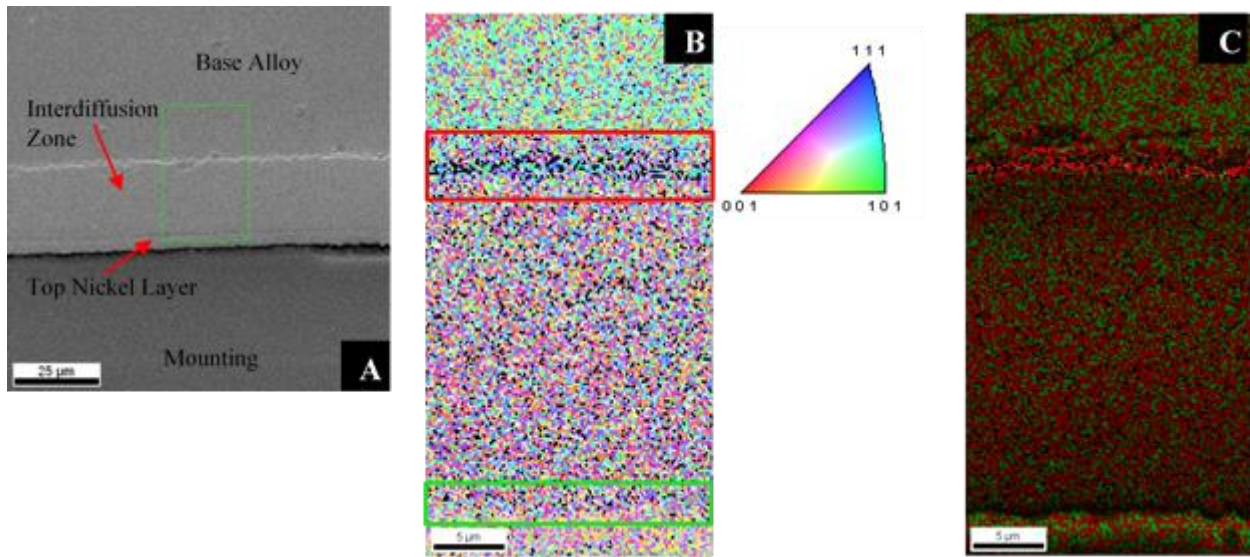 Base Alloy
Interdiffusion
Zone
Top Nickel Layer
Mounting
25 µm
A
B
1 1 1
0 0 1
1 0 1
5 µm
C
5 µm